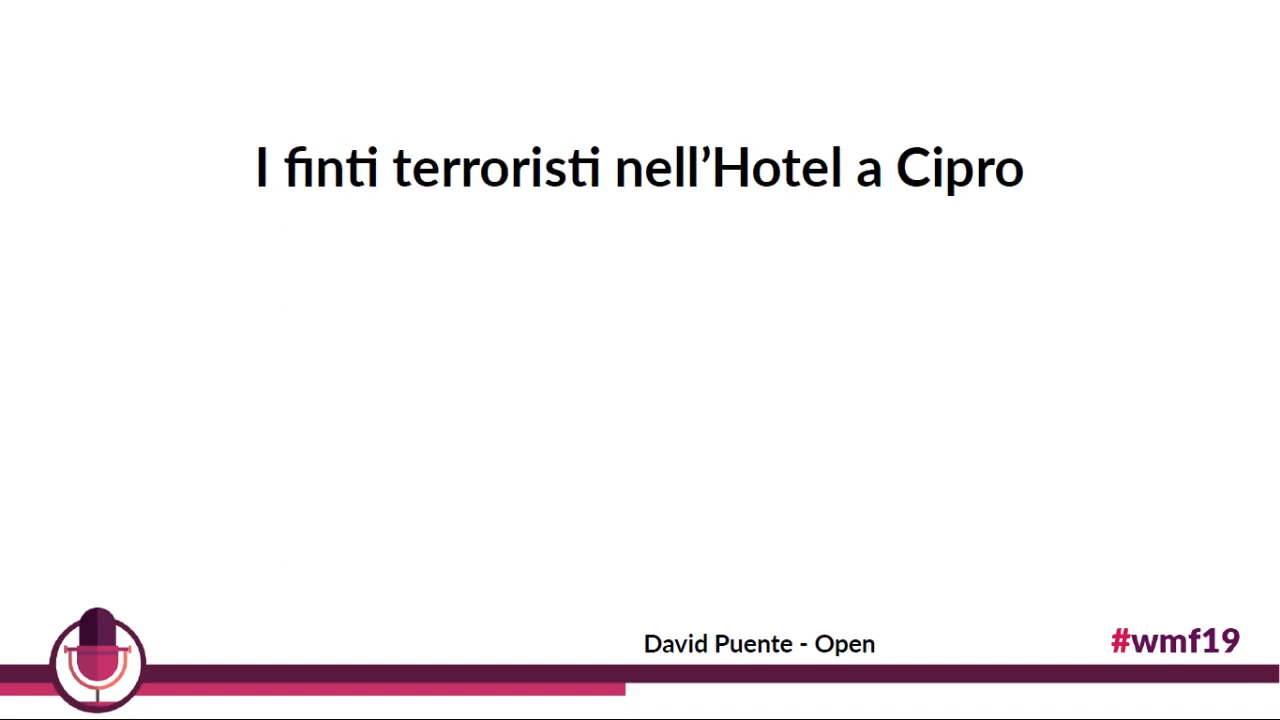 I finti terroristi nell’Hotel a Cipro
David Puente - Open
#wmf19